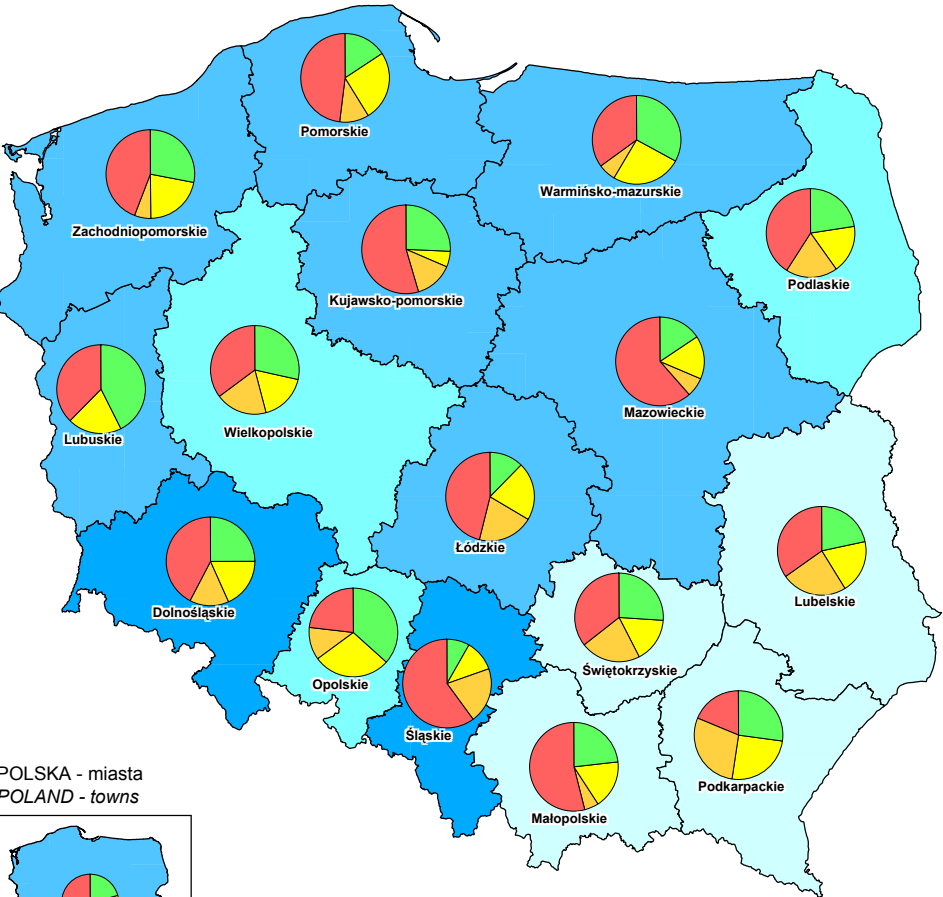 Pomorskie
Warmińsko-mazurskie
Zachodniopomorskie
Podlaskie
Kujawsko-pomorskie
Mazowieckie
Lubuskie
Wielkopolskie
Łódzkie
Lubelskie
Dolnośląskie
Świętokrzyskie
Opolskie
Śląskie
Podkarpackie
Małopolskie
POLSKA - miasta
POLAND - towns